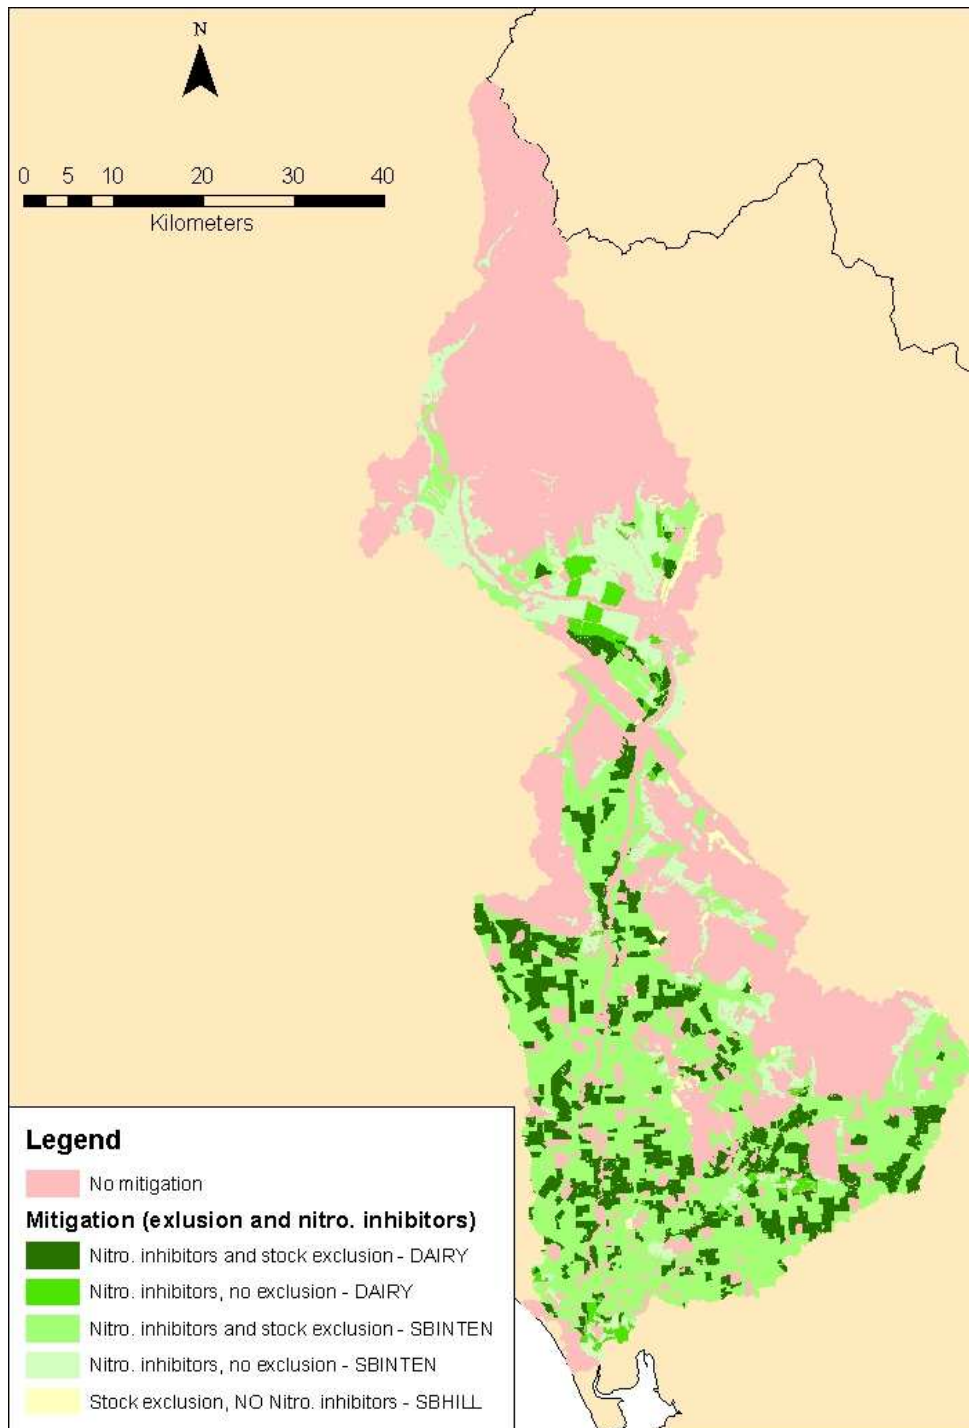 N
0 5 10 20 30 40
Kilometers
Legend
No mitigation
Mitigation (exlusion and nitro. inhibitors)
Nitro. inhibitors and stock exclusion - DAIRY
Nitro. inhibitors, no exclusion - DAIRY
Nitro. inhibitors and stock exclusion - SBINTEN
Nitro. inhibitors, no exclusion - SBINTEN
Stock exclusion, NO Nitro. inhibitors - SBHILL